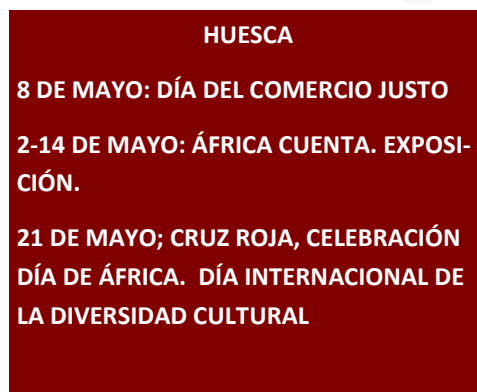 HUESCA
8 DE MAYO: DÍA DEL COMERCIO JUSTO
2-14 DE MAYO: ÁFRICA CUENTA. EXPOSI-
CIÓN.
21 DE MAYO; CRUZ ROJA, CELEBRACIÓN
DÍA DE ÁFRICA.  DÍA INTERNACIONAL DE
LA DIVERSIDAD CULTURAL